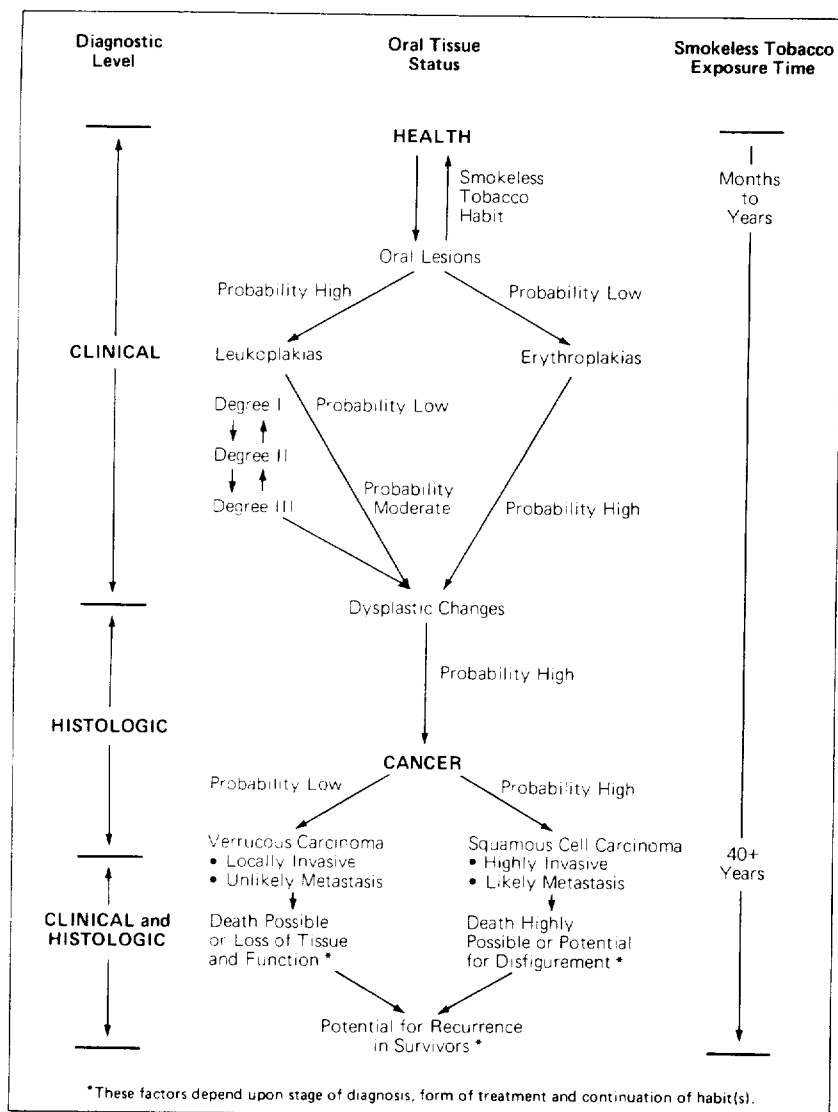 Diagnostic
Level
Oral Tissue
Status
Smokeless Tobacco
Exposure Time
HEALTH
Smokeless
Tobacco
Habit
Months
to
Years
Oral Lesions
Probability High
Probability Low
CLINICAL
Leukoplakias
Erythroplakias
Degree I
Probability Low
Degree II
Degree III
Probability
Moderate
Probability High
Dysplastic Changes
Probability High
HISTOLOGIC
CANCER
Probability Low
Probability High
Verrucous Carcinoma
• Locally Invasive
• Unlikely Metastasis
Squamous Cell Carcinoma
• Highly Invasive
• Likely Metastasis
40+
Years
CLINICAL and
HISTOLOGIC
Death Possible
or Loss of Tissue
and Function *
Death Highly
Possible or Potential
for Disfigurement *
Potential for Recurrence
in Survivors *
*These factors depend upon stage of diagnosis, form of treatment and continuation of habit(s).